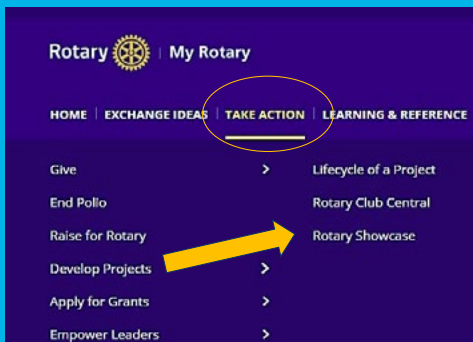 Rotary | My Rotary
HOME | EXCHANGE IDEAS | TAKE ACTION | LEARNING & REFERENCE
Give >
End Polio
Raise for Rotary
Develop Projects >
Apply for Grants >
Empower Leaders >
Lifecycle of a Project
Rotary Club Central
Rotary Showcase